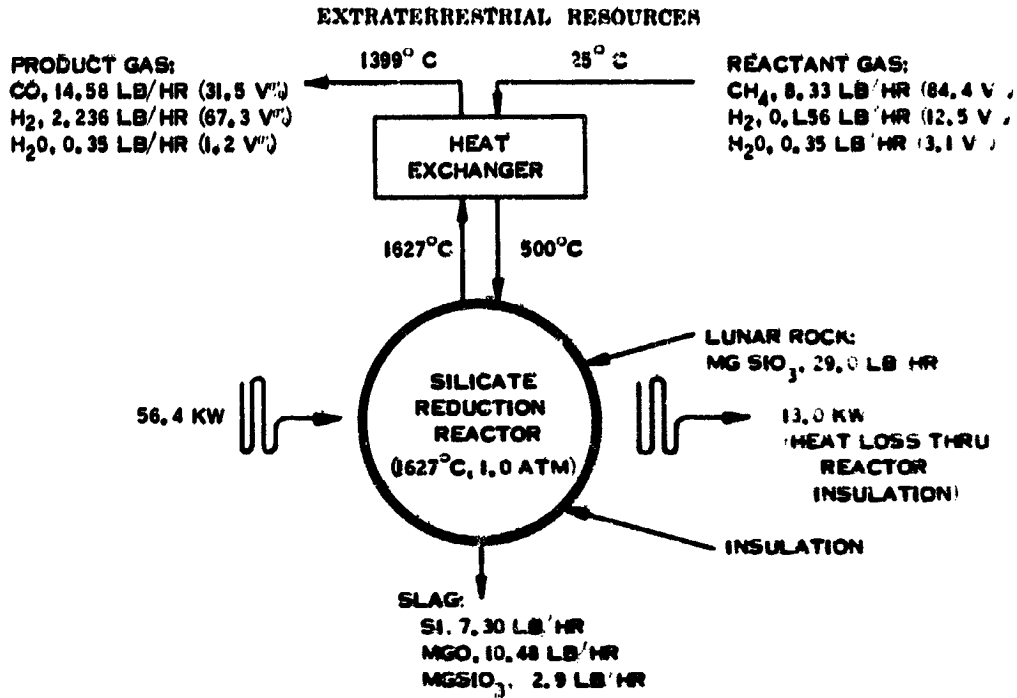 EXTRATERRESTRIAL RESOURCES
1399° C
25° C
PRODUCT GAS:
CO, 14.58 LB/HR (31.5 V%)
H₂, 2.236 LB/HR (67.3 V%)
H₂O, 0.35 LB/HR (1.2 V%)
REACTANT GAS:
CH₄, 8.33 LB/HR (84.4 V
H₂, 0.156 LB/HR (12.5 V
H₂O, 0.35 LB/HR (3.1 V
HEAT
EXCHANGER
1627°C
500°C
LUNAR ROCK:
MG SIO₃, 29.0 LB HR
SILICATE
REDUCTION
REACTOR
(1627°C, 1.0 ATM)
56.4 KW
13.0 KW
(HEAT LOSS THRU
REACTOR
INSULATION)
INSULATION
SLAG:
SI, 7.30 LB/HR
MGO, 10.48 LB/HR
MGSIO₃, 2.9 LB/HR